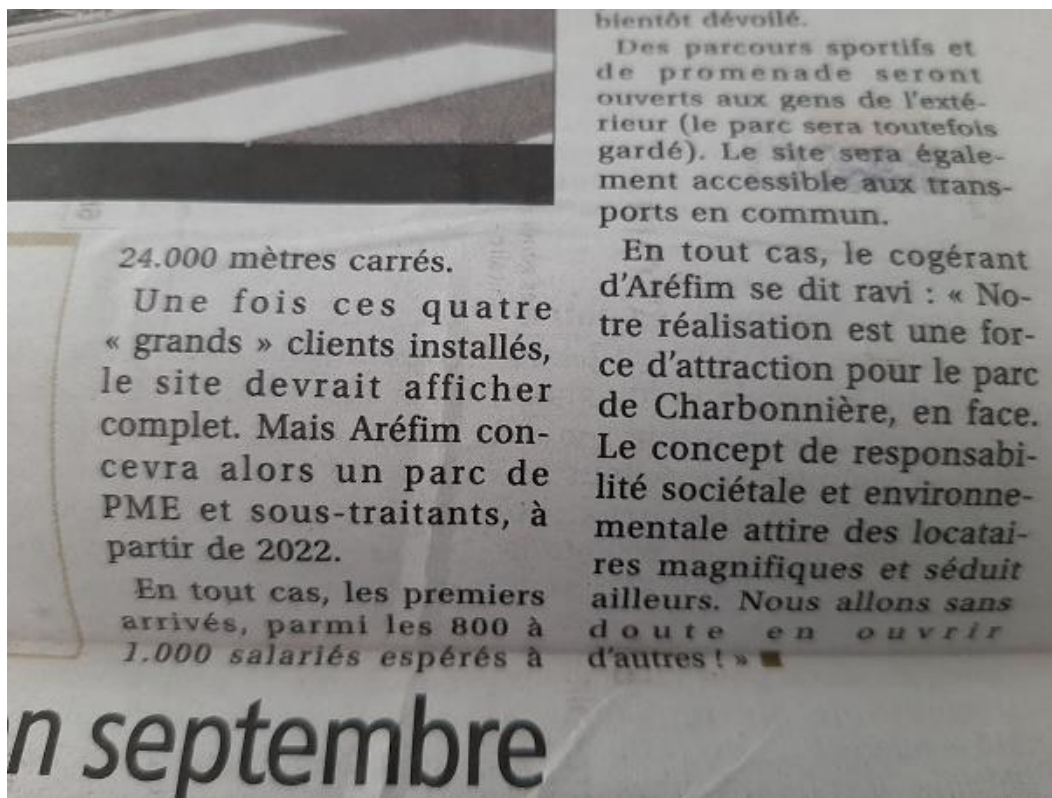 24.000 mètres carrés.
Une fois ces quatre
« grands » clients installés,
le site devrait afficher
complet. Mais Aréfim con-
cevra alors un parc de
PME et sous-traitants, à
partir de 2022.
En tout cas, les premiers
arrivés, parmi les 800 à
1.000 salariés espérés à
bientôt dévoilé.
Des parcours sportifs et
de promenade seront
ouverts aux gens de l'exté-
rieur (le parc sera toutefois
gardé). Le site sera égale-
ment accessible aux trans-
ports en commun.
En tout cas, le cogérant
d'Aréfim se dit ravi : « No-
tre réalisation est une for-
ce d'attraction pour le parc
de Charbonnière, en face.
Le concept de responsabi-
lité sociétale et environne-
mentale attire des locatai-
res magnifiques et séduit
ailleurs. Nous allons sans
doute en ouvrir
d'autres ! »
n septembre